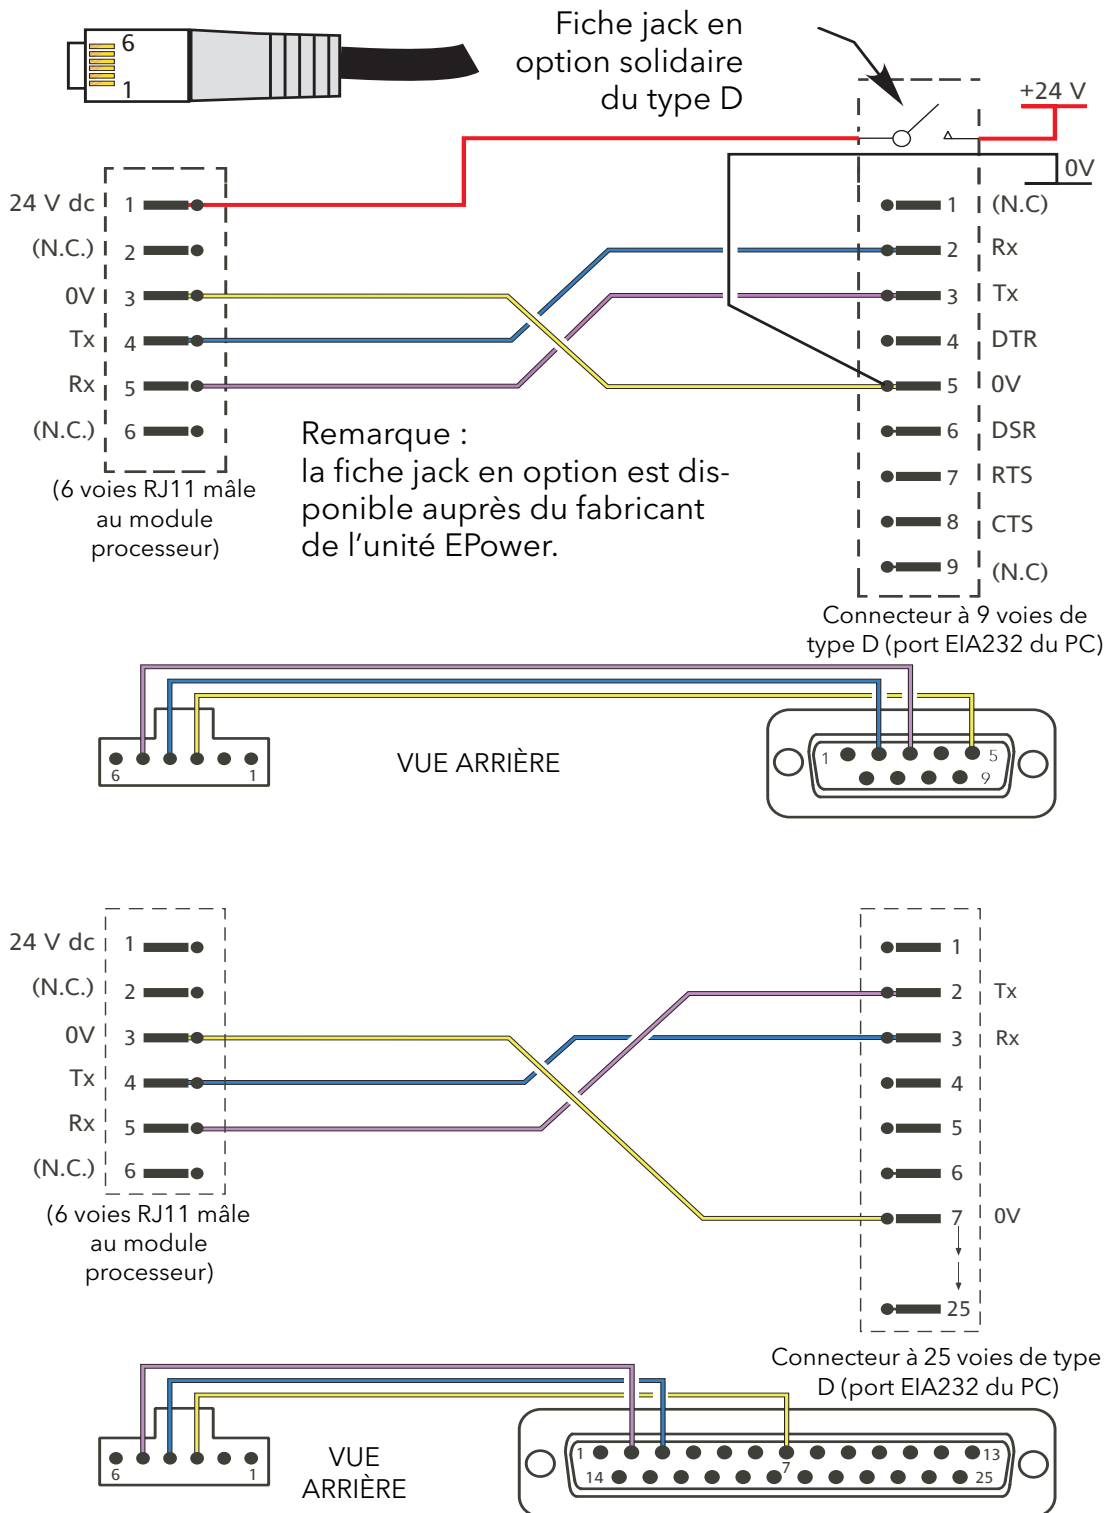 Fiche jack en
option solidaire
du type D
6
1
+24 V
0V
24 V dc 1
(N.C.) 2
0V 3
Tx 4
Rx 5
(N.C.) 6
(6 voies RJ11 mâle
au module
processeur)
1 (N.C)
2 Rx
3 Tx
4 DTR
5 0V
6 DSR
7 RTS
8 CTS
9 (N.C)
Connecteur à 9 voies de
type D (port EIA232 du PC)
Remarque :
la fiche jack en option est dis-
ponible auprès du fabricant
de l'unité EPower.
6 1
VUE ARRIÈRE
1 5
9
24 V dc 1
(N.C.) 2
0V 3
Tx 4
Rx 5
(N.C.) 6
(6 voies RJ11 mâle
au module
processeur)
1
2 Tx
3 Rx
4
5
6
7 0V
25
Connecteur à 25 voies de type
D (port EIA232 du PC)
6 1
VUE
ARRIÈRE
1 7 13
14 25